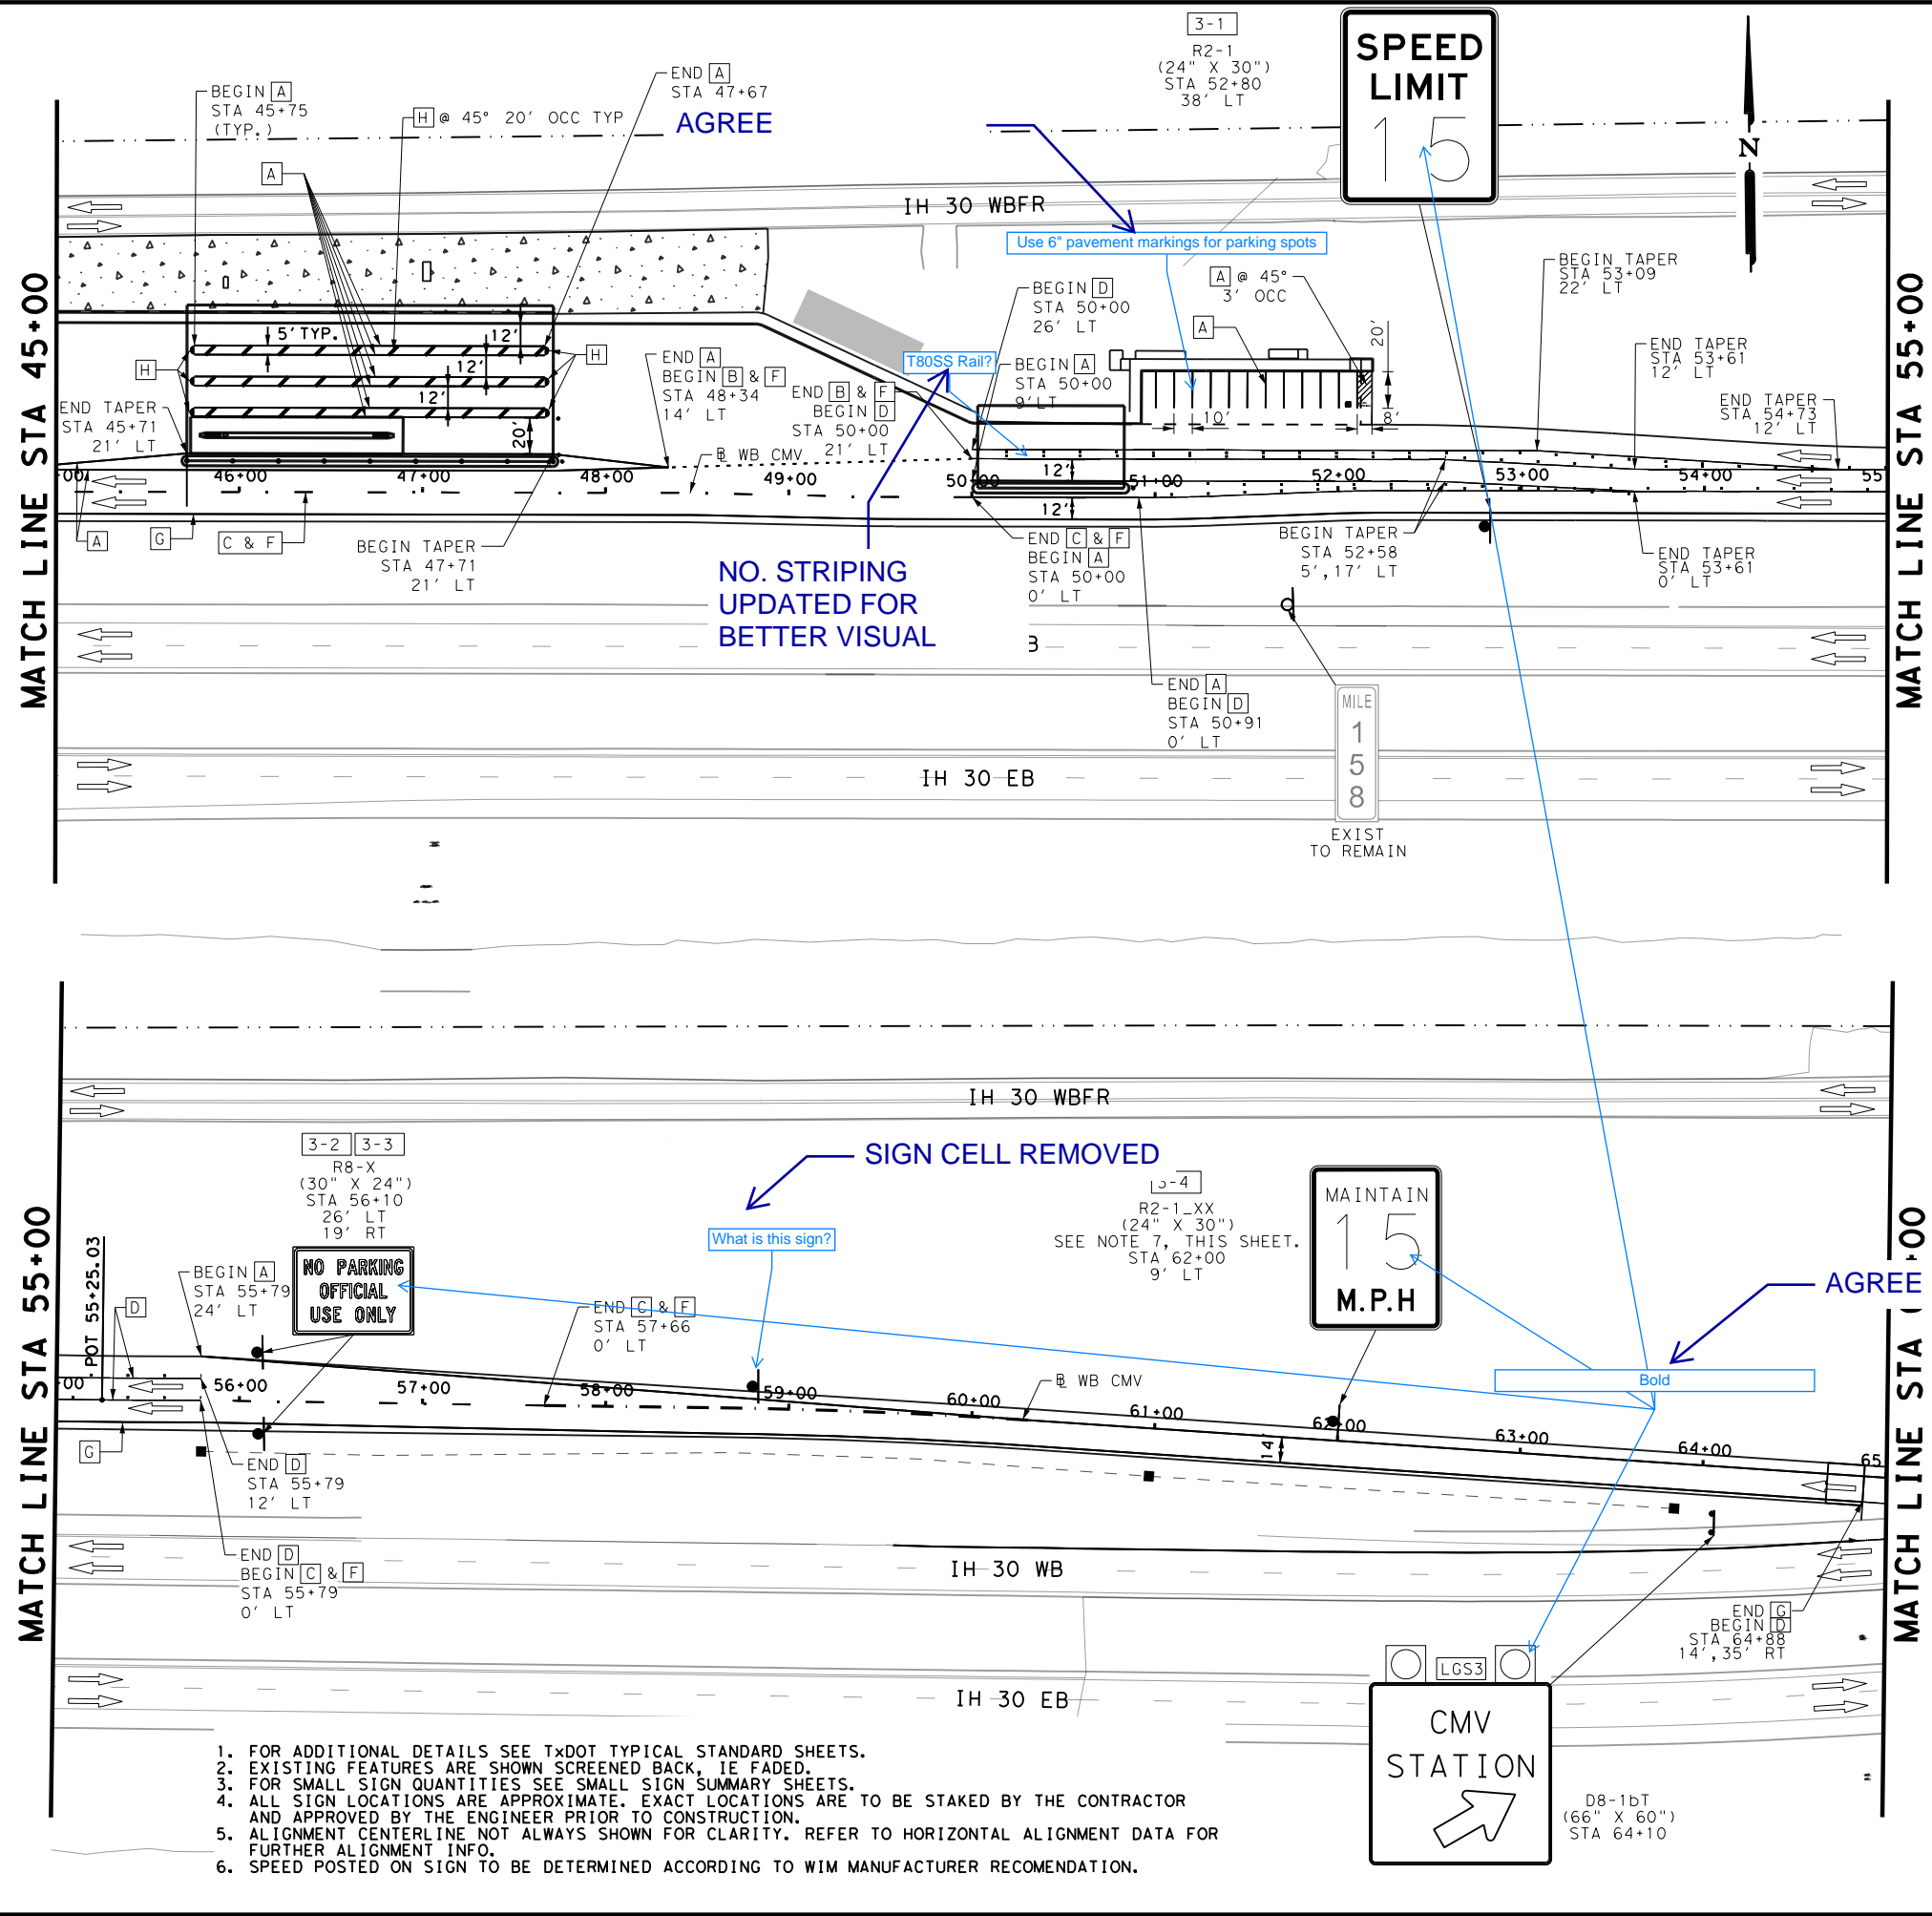 3-1
R2-1
(24" X 30")
STA 52+80
38' LT
SPEED
LIMIT
15
BEGIN A
STA 45+75
(TYP.)
H @ 45° 20' OCC TYP
END A
STA 47+67
AGREE
N
A
IH 30 WBFR
Use 6" pavement markings for parking spots
A @ 45°
3' OCC
A
BEGIN TAPER
STA 53+09
22' LT
BEGIN D
STA 50+00
26' LT
5' TYP.
12'
12'
12'
20'
H
H
T80SS Rail?
END A
BEGIN B & F
STA 48+34
14' LT
END B & F
BEGIN D
STA 50+00
21' LT
BEGIN A
STA 50+00
9' LT
20'
10'
8'
END TAPER
STA 53+61
12' LT
END TAPER
STA 54+73
12' LT
END TAPER
STA 45+71
21' LT
WB CMV
00
46+00
47+00
48+00
49+00
50+00
51+00
52+00
53+00
54+00
55
12'
12'
A
G
C & F
BEGIN TAPER
STA 47+71
21' LT
END C & F
BEGIN A
STA 50+00
0' LT
BEGIN TAPER
STA 52+58
5',17' LT
END TAPER
STA 53+61
0' LT
NO. STRIPING
UPDATED FOR
BETTER VISUAL
B
END A
BEGIN D
STA 50+91
0' LT
MILE
1
5
8
EXIST
TO REMAIN
IH 30 EB
MATCH LINE STA 45+00
MATCH LINE STA 55+00
IH 30 WBFR
3-2 3-3
R8-X
(30" X 24")
STA 56+10
26' LT
19' RT
NO PARKING
OFFICIAL
USE ONLY
SIGN CELL REMOVED
What is this sign?
3-4
R2-1_XX
(24" X 30")
SEE NOTE 7, THIS SHEET.
STA 62+00
9' LT
MAINTAIN
15
M.P.H
AGREE
Bold
POT 55+25.03
D
BEGIN A
STA 55+79
24' LT
END C & F
STA 57+66
0' LT
WB CMV
00
56+00
57+00
58+00
59+00
60+00
61+00
62+00
63+00
64+00
65
14'
G
END D
STA 55+79
12' LT
END D
BEGIN C & F
STA 55+79
0' LT
IH 30 WB
END G
BEGIN D
STA 64+88
14',35' RT
IH 30 EB
LGS3
CMV
STATION
D8-1bT
(66" X 60")
STA 64+10
MATCH LINE STA 55+00
MATCH LINE STA +00
1. FOR ADDITIONAL DETAILS SEE TxDOT TYPICAL STANDARD SHEETS.
2. EXISTING FEATURES ARE SHOWN SCREENED BACK, IE FADED.
3. FOR SMALL SIGN QUANTITIES SEE SMALL SIGN SUMMARY SHEETS.
4. ALL SIGN LOCATIONS ARE APPROXIMATE. EXACT LOCATIONS ARE TO BE STAKED BY THE CONTRACTOR
AND APPROVED BY THE ENGINEER PRIOR TO CONSTRUCTION.
5. ALIGNMENT CENTERLINE NOT ALWAYS SHOWN FOR CLARITY. REFER TO HORIZONTAL ALIGNMENT DATA FOR
FURTHER ALIGNMENT INFO.
6. SPEED POSTED ON SIGN TO BE DETERMINED ACCORDING TO WIM MANUFACTURER RECOMENDATION.